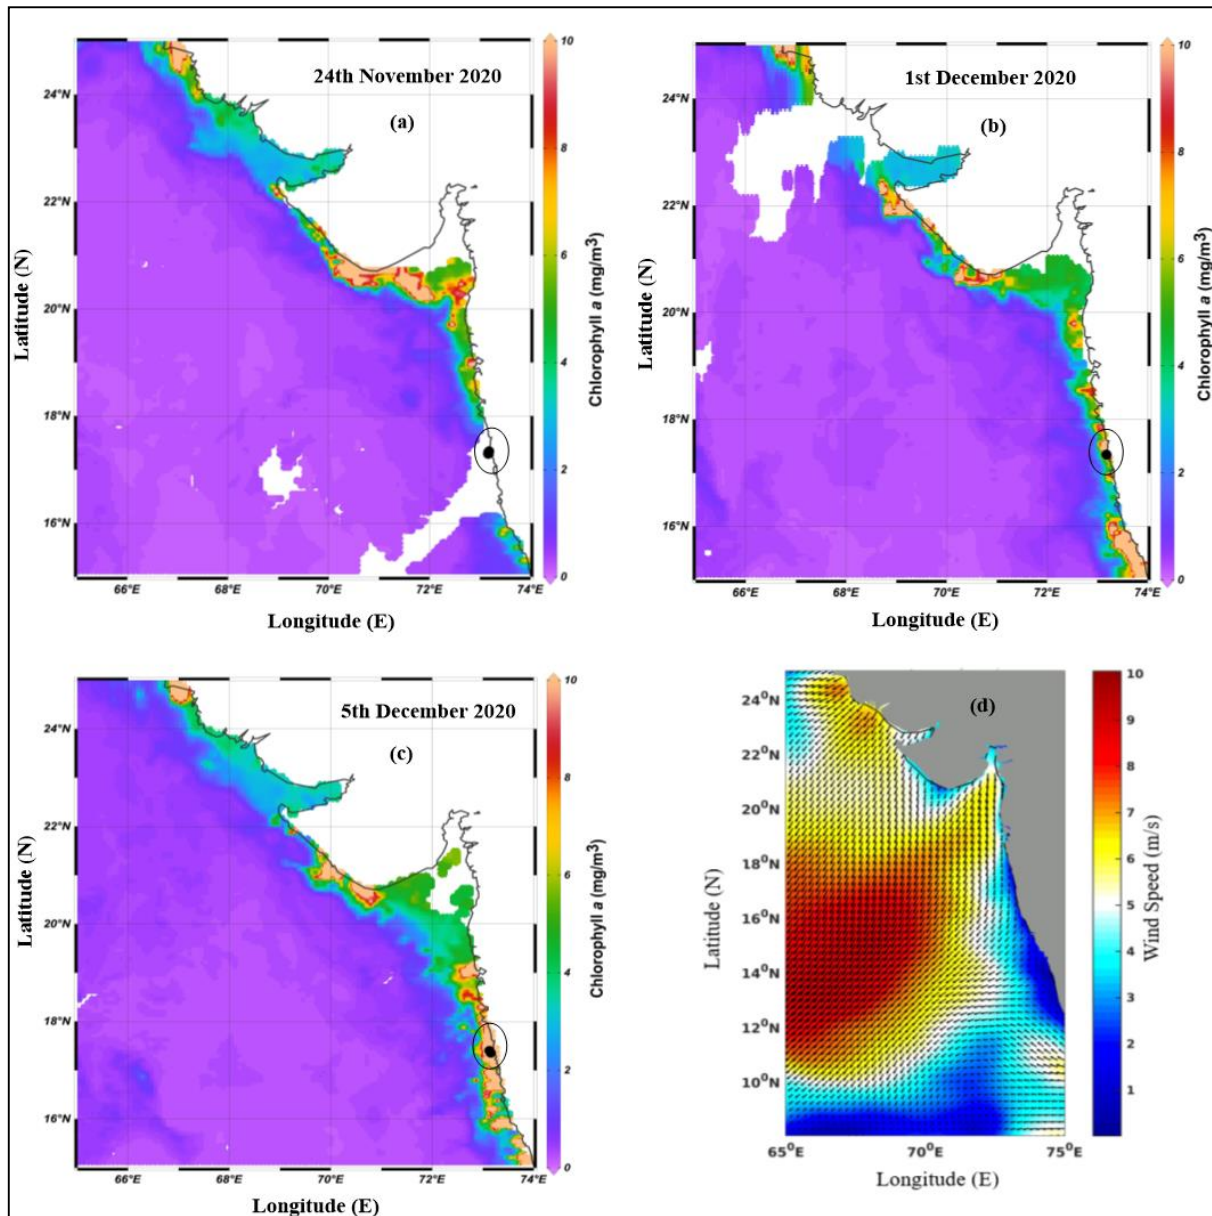 24th November 2020
(a)
24°N
22°N
20°N
18°N
16°N
66°E 68°E 70°E 72°E 74°E
Latitude (N)
Longitude (E)
10
8
6
4
2
0
Chlorophyll a (mg/m3)
1st December 2020
(b)
24°N
22°N
20°N
18°N
16°N
66°E 68°E 70°E 72°E 74°E
Latitude (N)
Longitude (E)
10
8
6
4
2
0
Chlorophyll a (mg/m3)
5th December 2020
(c)
24°N
22°N
20°N
18°N
16°N
66°E 68°E 70°E 72°E 74°E
Latitude (N)
Longitude (E)
10
8
6
4
2
0
Chlorophyll a (mg/m3)
(d)
24°N
22°N
20°N
18°N
16°N
14°N
12°N
10°N
65°E 70°E 75°E
Latitude (N)
Longitude (E)
10
9
8
7
6
5
4
3
2
1
Wind Speed (m/s)